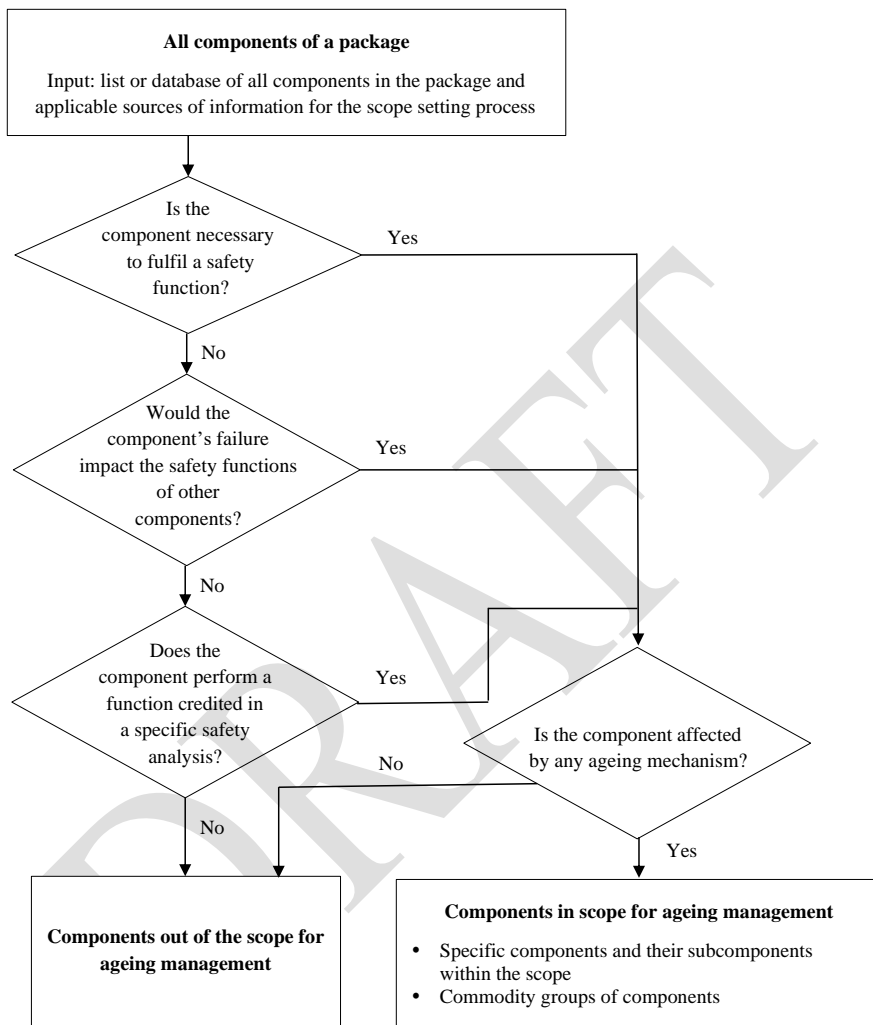 All components of a package
Input: list or database of all components in the package and
applicable sources of information for the scope setting process
Is the
component necessary
to fulfil a safety
function?
Yes
No
Would the
component’s failure
impact the safety functions
of other
components?
Yes
No
Does the
component perform a
function credited in
a specific safety
analysis?
Yes
Is the component affected
by any ageing mechanism?
No
No
Yes
Components out of the scope for
ageing management
Components in scope for ageing management
• Specific components and their subcomponents
within the scope
• Commodity groups of components
DRAFT